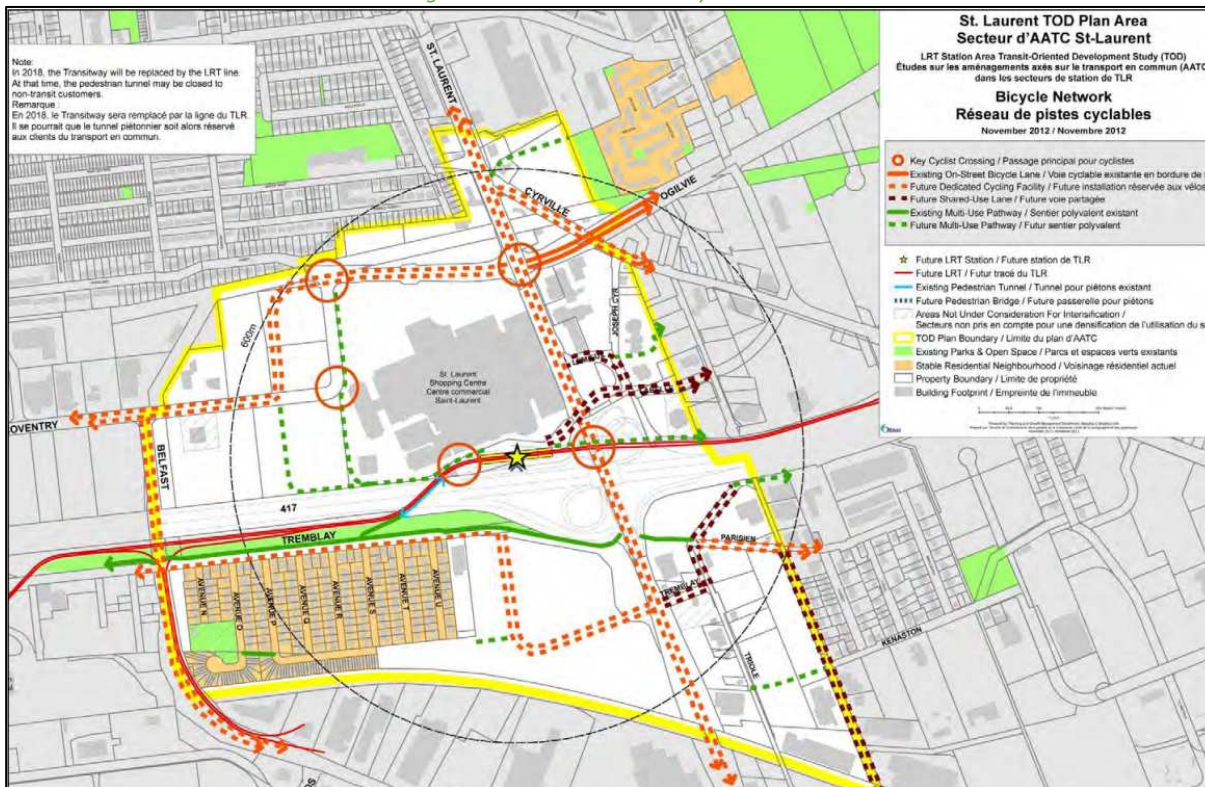 Note:
In 2018, the Transitway will be replaced by the LRT line.
At that time, the pedestrian tunnel may be closed to
non-transit customers.
Remarque :
En 2018, le Transitway sera remplacé par la ligne du TLR.
Il se pourrait que le tunnel piétonnier soit alors réservé
aux clients du transport en commun.
St. Laurent TOD Plan Area
Secteur d'AATC St-Laurent
LRT Station Area Transit-Oriented Development Study (TOD)
Études sur les aménagements axés sur le transport en commun (AATC
dans les secteurs de station de TLR
Bicycle Network
Réseau de pistes cyclables
November 2012 / Novembre 2012
Key Cyclist Crossing / Passage principal pour cyclistes
Existing On-Street Bicycle Lane / Voie cyclable existante en bordure de
Future Dedicated Cycling Facility / Future installation réservée aux vélos
Future Shared-Use Lane / Future voie partagée
Existing Multi-Use Pathway / Sentier polyvalent existant
Future Multi-Use Pathway / Futur sentier polyvalent
Future LRT Station / Future station de TLR
Future LRT / Futur tracé du TLR
Existing Pedestrian Tunnel / Tunnel pour piétons existant
Future Pedestrian Bridge / Future passerelle pour piétons
Areas Not Under Consideration For Intensification /
Secteurs non pris en compte pour une densification de l'utilisation du s
TOD Plan Boundary / Limite du plan d'AATC
Existing Parks & Open Space / Parcs et espaces verts existants
Stable Residential Neighbourhood / Voisinage résidentiel actuel
Property Boundary / Limite de propriété
Building Footprint / Empreinte de l'immeuble
ST. LAURENT
CYRVILLE
OGILVIE
600m
JOSEPH CYR
St. Laurent
Shopping Centre
Centre commercial
Saint-Laurent
OVENTRY
BELFAST
417
TREMBLAY
PARISIEN
TREMBLAY
AVENUE N
AVENUE O
AVENUE P
AVENUE Q
AVENUE R
AVENUE S
AVENUE T
AVENUE U
KENASTON
TRIOLE